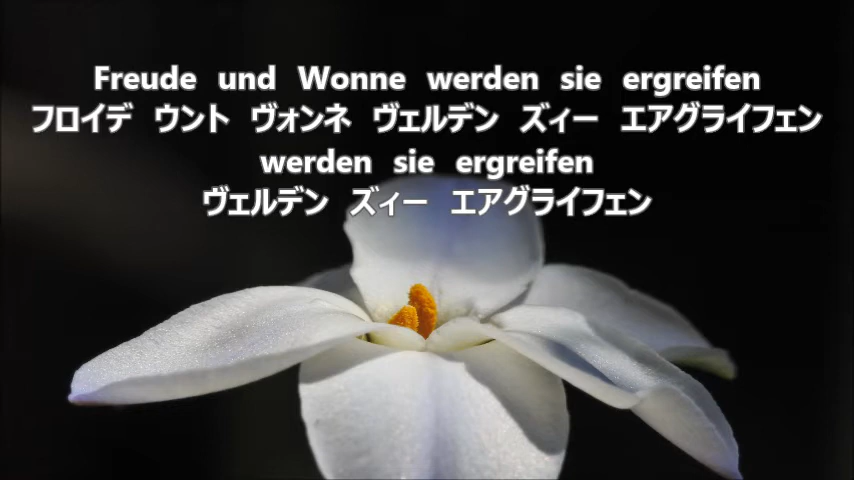 Freude und Wonne werden sie ergreifen
フロイデ ウント ヴォンネ ヴェルデン ズィー エアグライフェン
werden sie ergreifen
ヴェルデン ズィー エアグライフェン